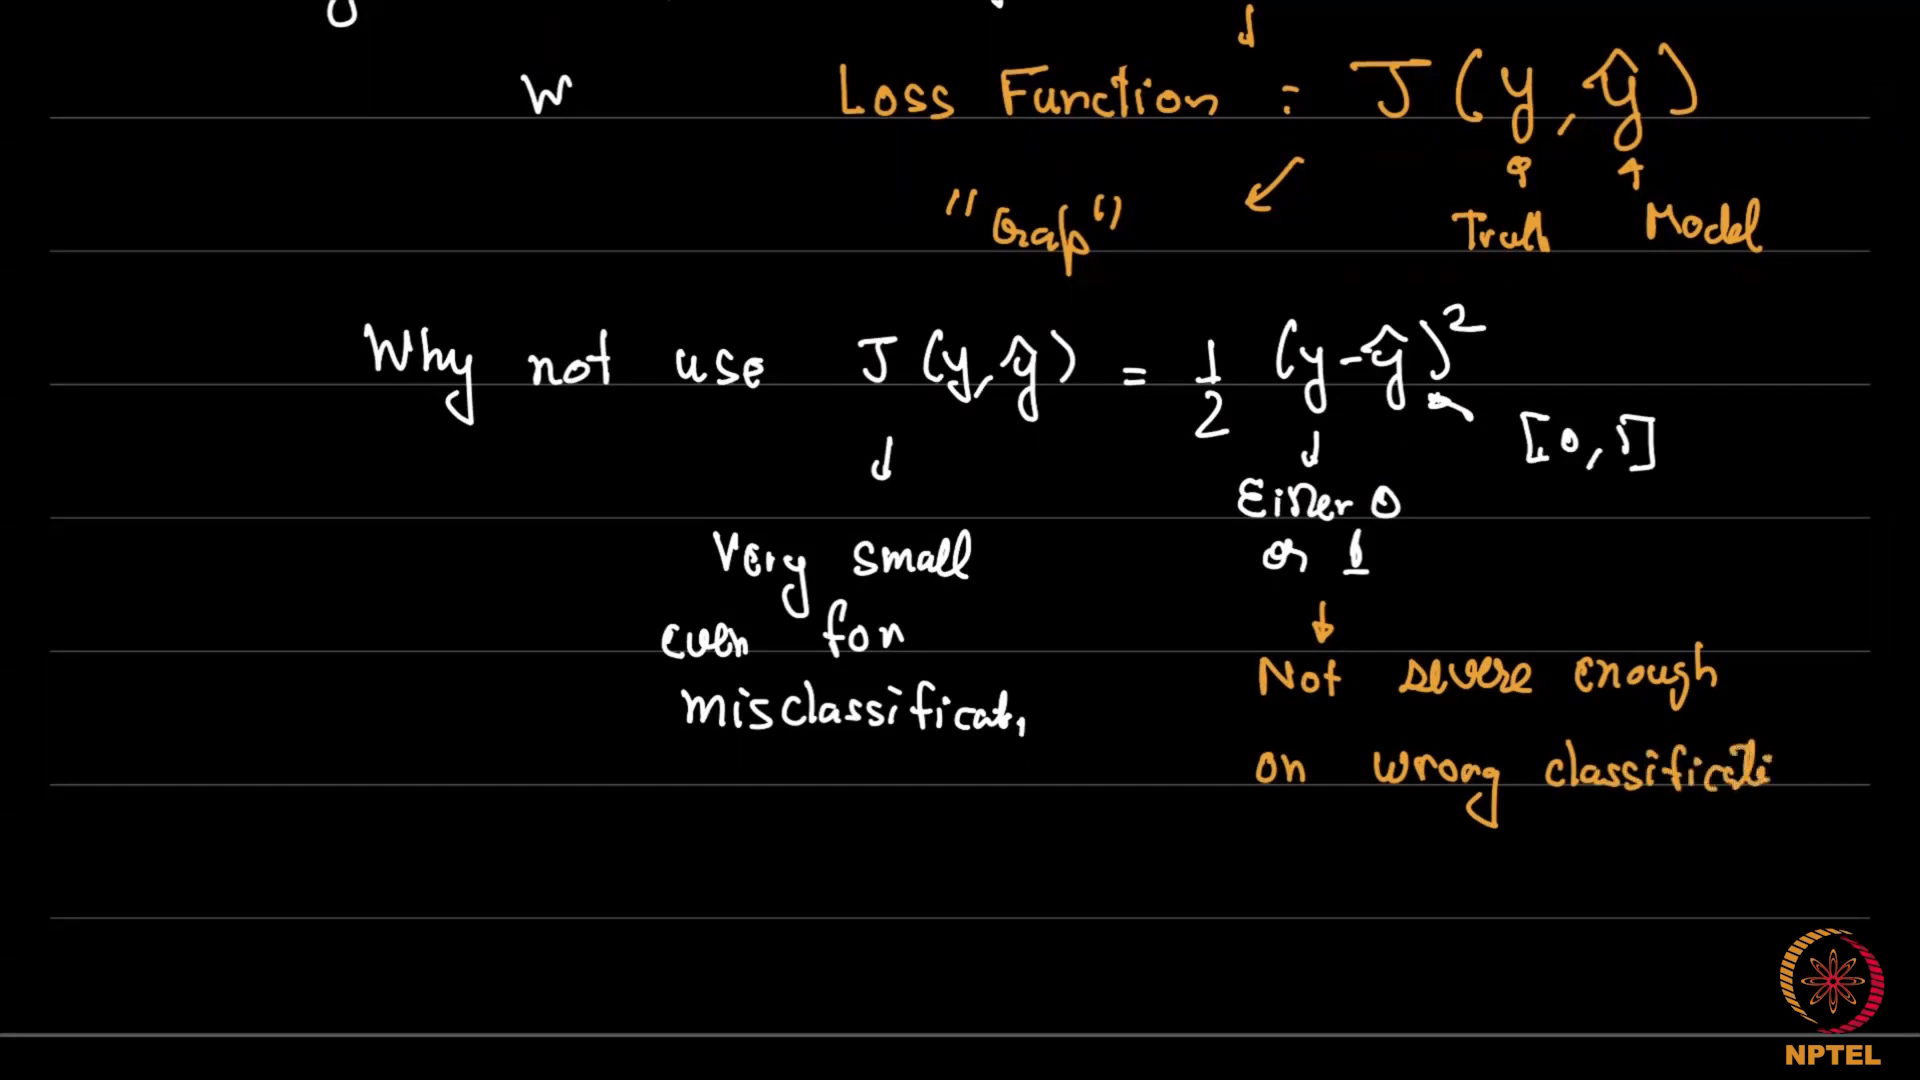 W Loss Function : J (y, ŷ)
"Gap" Truth Model
Why not use J (y, ŷ) = 1/2 (y-ŷ)²
[0, 1]
Either 0
or 1
Very small
even for
misclassificat,
Not severe enough
on wrong classificati
NPTEL